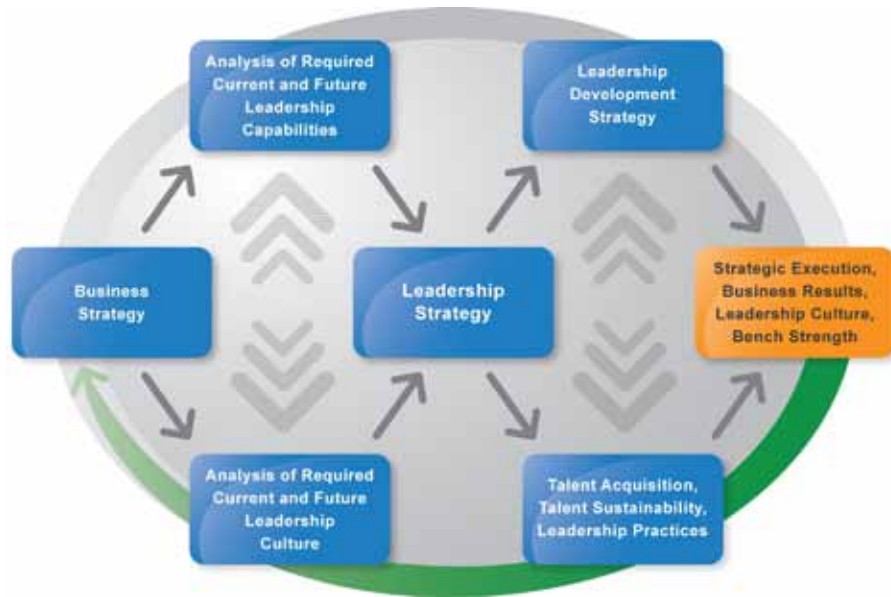 Analysis of Required
Current and Future
Leadership
Capabilities
Leadership
Development
Strategy
Business
Strategy
Leadership
Strategy
Strategic Execution,
Business Results,
Leadership Culture,
Bench Strength
Analysis of Required
Current and Future
Leadership
Culture
Talent Acquisition,
Talent Sustainability,
Leadership Practices